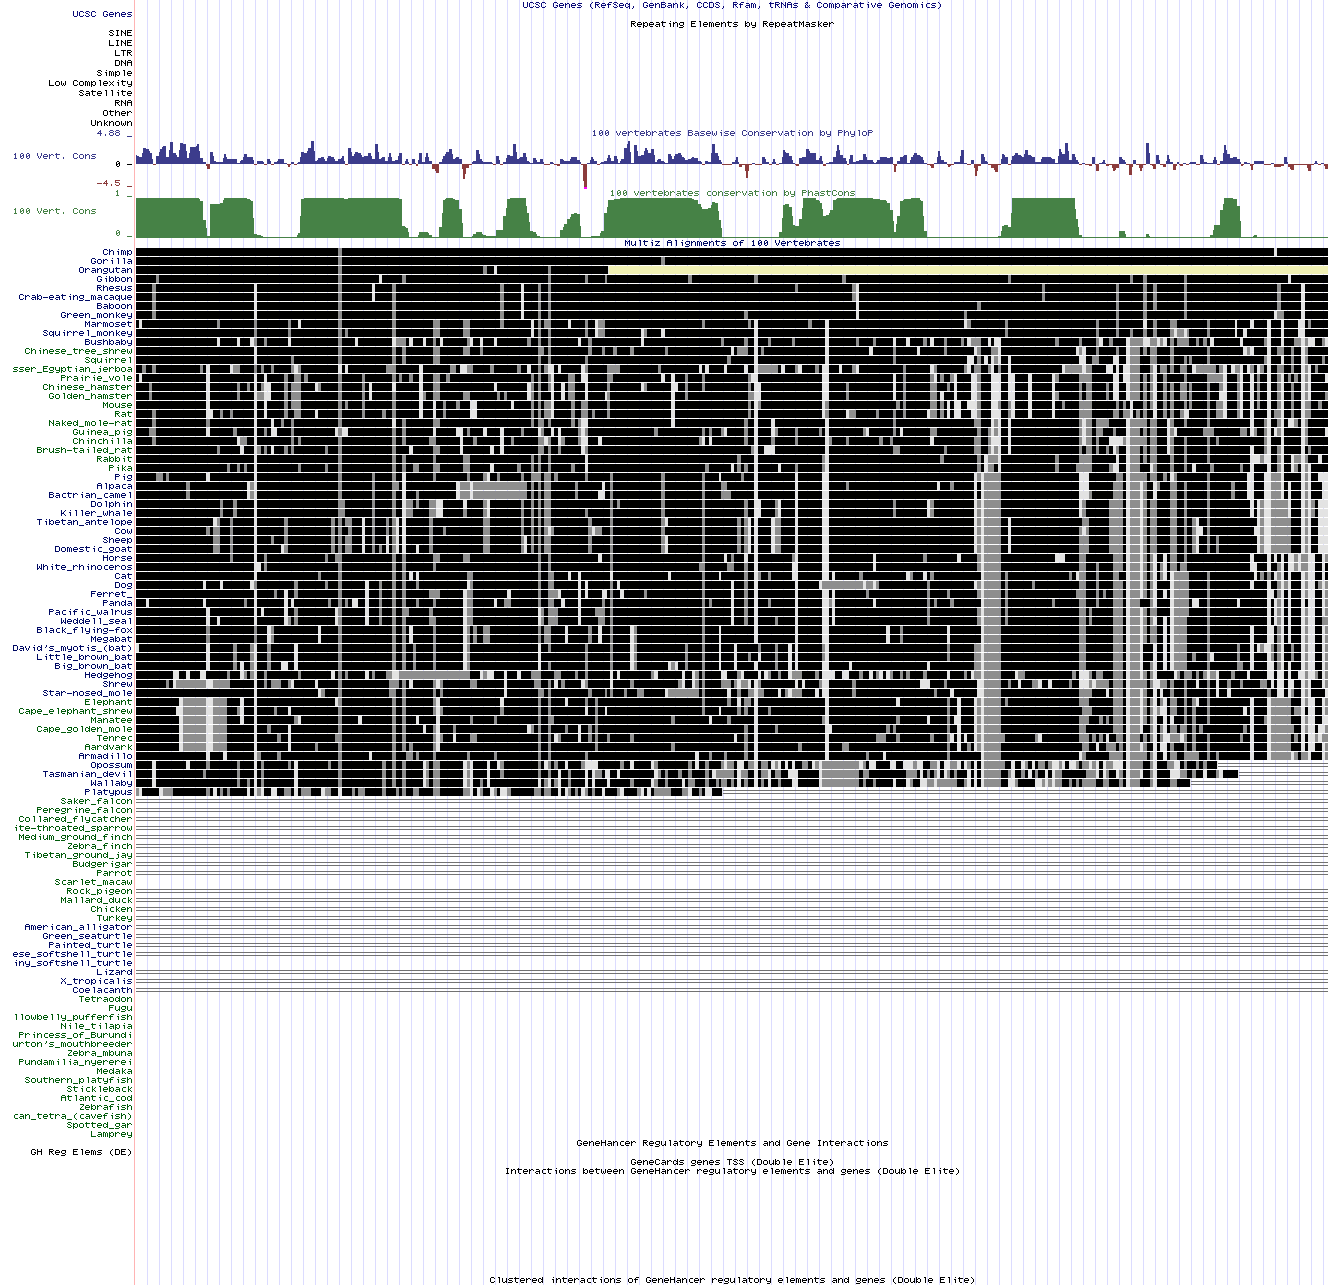 UCSC Genes (RefSeq, GenBank, CCDS, Rfam, tRNAs & Comparative Genomics)
UCSC Genes
Repeating Elements by RepeatMasker
SINE
LINE
LTR
DNA
Simple
Low Complexity
Satellite
RNA
Other
Unknown
100 vertebrates Basewise Conservation by PhyloP
4.88 _
100 Vert. Cons
0 _
-4.5 _
100 vertebrates conservation by PhastCons
1 _
100 Vert. Cons
0 _
Multiz Alignments of 100 Vertebrates
Chimp
Gorilla
Orangutan
Gibbon
Rhesus
Crab-eating_macaque
Baboon
Green_monkey
Marmoset
Squirrel_monkey
Bushbaby
Chinese_tree_shrew
Squirrel
sser_Egyptian_jerboa
Prairie_vole
Chinese_hamster
Golden_hamster
Mouse
Rat
Naked_mole-rat
Guinea_pig
Chinchilla
Brush-tailed_rat
Rabbit
Pika
Pig
Alpaca
Bactrian_camel
Dolphin
Killer_whale
Tibetan_antelope
Cow
Sheep
Domestic_goat
Horse
White_rhinoceros
Cat
Dog
Ferret_
Panda
Pacific_walrus
Weddell_seal
Black_flying-fox
Megabat
David's_myotis_(bat)
Little_brown_bat
Big_brown_bat
Hedgehog
Shrew
Star-nosed_mole
Elephant
Cape_elephant_shrew
Manatee
Cape_golden_mole
Tenrec
Aardvark
Armadillo
Opossum
Tasmanian_devil
Wallaby
Platypus
Saker_falcon
Peregrine_falcon
Collared_flycatcher
ite-throated_sparrow
Medium_ground_finch
Zebra_finch
Tibetan_ground_jay
Budgerigar
Parrot
Scarlet_macaw
Rock_pigeon
Mallard_duck
Chicken
Turkey
American_alligator
Green_seaturtle
Painted_turtle
ese_softshell_turtle
iny_softshell_turtle
Lizard
X_tropicalis
Coelacanth
Tetraodon
Fugu
llowbelly_pufferfish
Nile_tilapia
Princess_of_Burundi
urton's_mouthbreeder
Zebra_mbuna
Pundamilia_nyererei
Medaka
Southern_platyfish
Stickleback
Atlantic_cod
Zebrafish
can_tetra_(cavefish)
Spotted_gar
Lamprey
GeneHancer Regulatory Elements and Gene Interactions
GH Reg Elems (DE)
GeneCards genes TSS (Double Elite)
Interactions between GeneHancer regulatory elements and genes (Double Elite)
Clustered interactions of GeneHancer regulatory elements and genes (Double Elite)